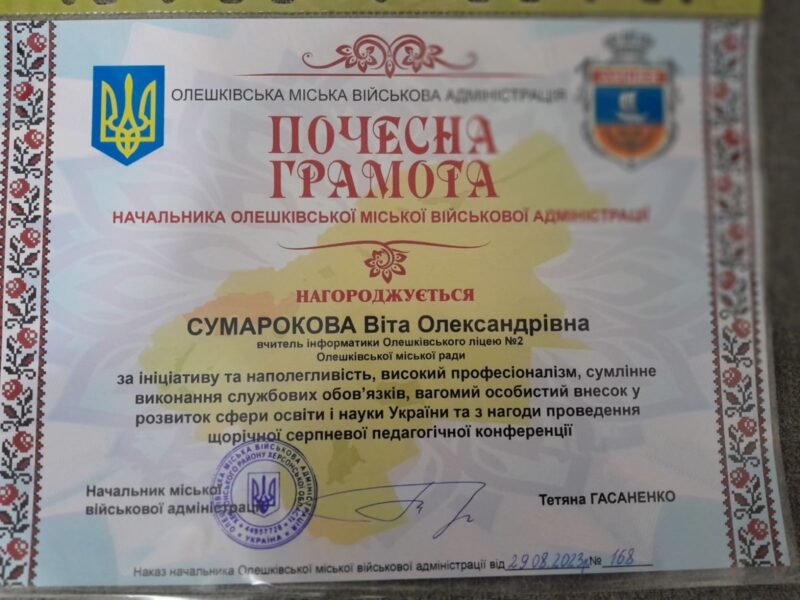 ОЛЕШКІВСЬКА МІСЬКА ВІЙСЬКОВА АДМІНІСТРАЦІЯ
ПОЧЕСНА
ГРАМОТА
НАЧАЛЬНИКА ОЛЕШКІВСЬКОЇ МІСЬКОЇ ВІЙСЬКОВОЇ АДМІНІСТРАЦІЇ
НАГОРОДЖУЄТЬСЯ
СУМАРОКОВА Віта Олександрівна
вчитель інформатики Олешківського ліцею №2
Олешківської міської ради
за ініціативу та наполегливість, високий професіоналізм, сумлінне
виконання службових обов’язків, вагомий особистий внесок у
розвиток сфери освіти і науки України та з нагоди проведення
щорічної серпневої педагогічної конференції
Начальник міської
військової адміністрації
Тетяна ГАСАНЕНКО
УКРАЇНА
Наказ начальника Олешківської міської військової адміністрації від 29.08.2023р № 168